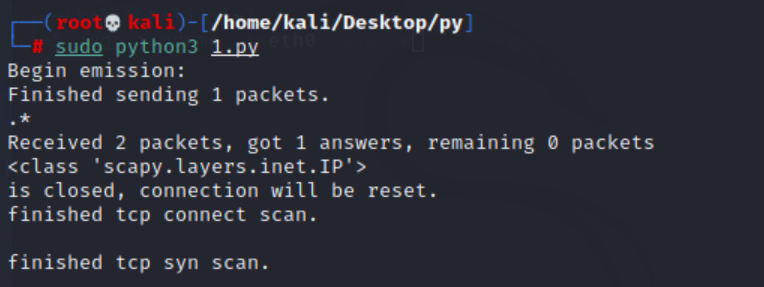 (root💀kali)-[/home/kali/Desktop/py]
# sudo python3 1.py
Begin emission:
Finished sending 1 packets.
.*
Received 2 packets, got 1 answers, remaining 0 packets
<class 'scapy.layers.inet.IP'>
is closed, connection will be reset.
finished tcp connect scan.
finished tcp syn scan.